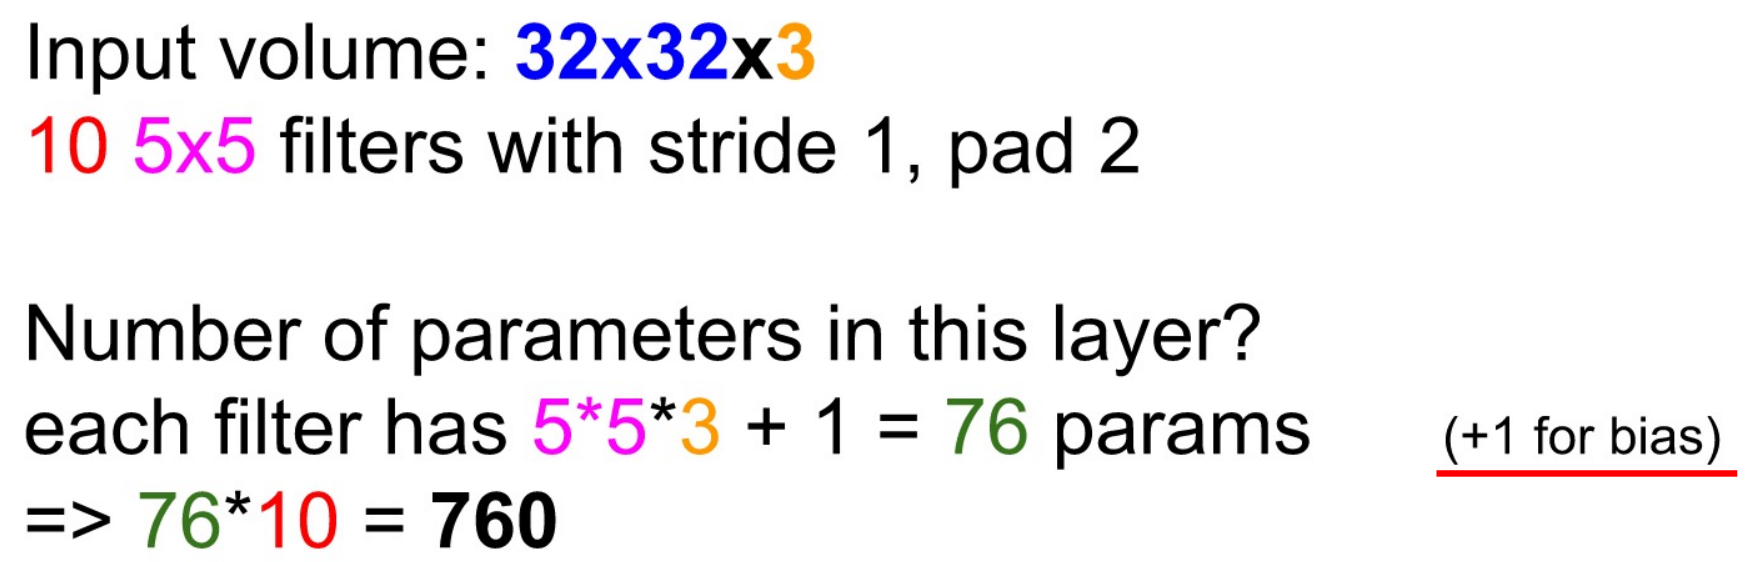 Input volume: 32x32x3
10 5x5 filters with stride 1, pad 2
Number of parameters in this layer?
each filter has 5*5*3 + 1 = 76 params (+1 for bias)
=> 76*10 = 760